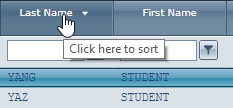 Last Name First Name
Click here to sort
YANG STUDENT
YAZ STUDENT